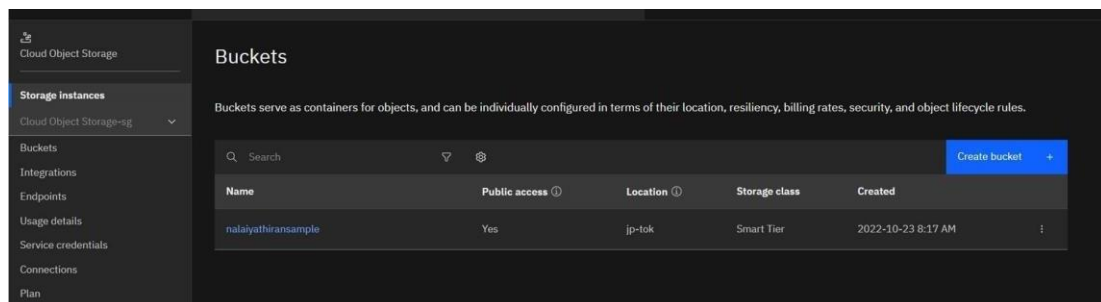 Cloud Object Storage
Storage instances
Cloud Object Storage-sg
Buckets
Integrations
Endpoints
Usage details
Service credentials
Connections
Plan
Buckets
Buckets serve as containers for objects, and can be individually configured in terms of their location, resiliency, billing rates, security, and object lifecycle rules.
Search
Create bucket +
Name Public access Location Storage class Created
nalaiyathiransample Yes jp-tok Smart Tier 2022-10-23 8:17 AM